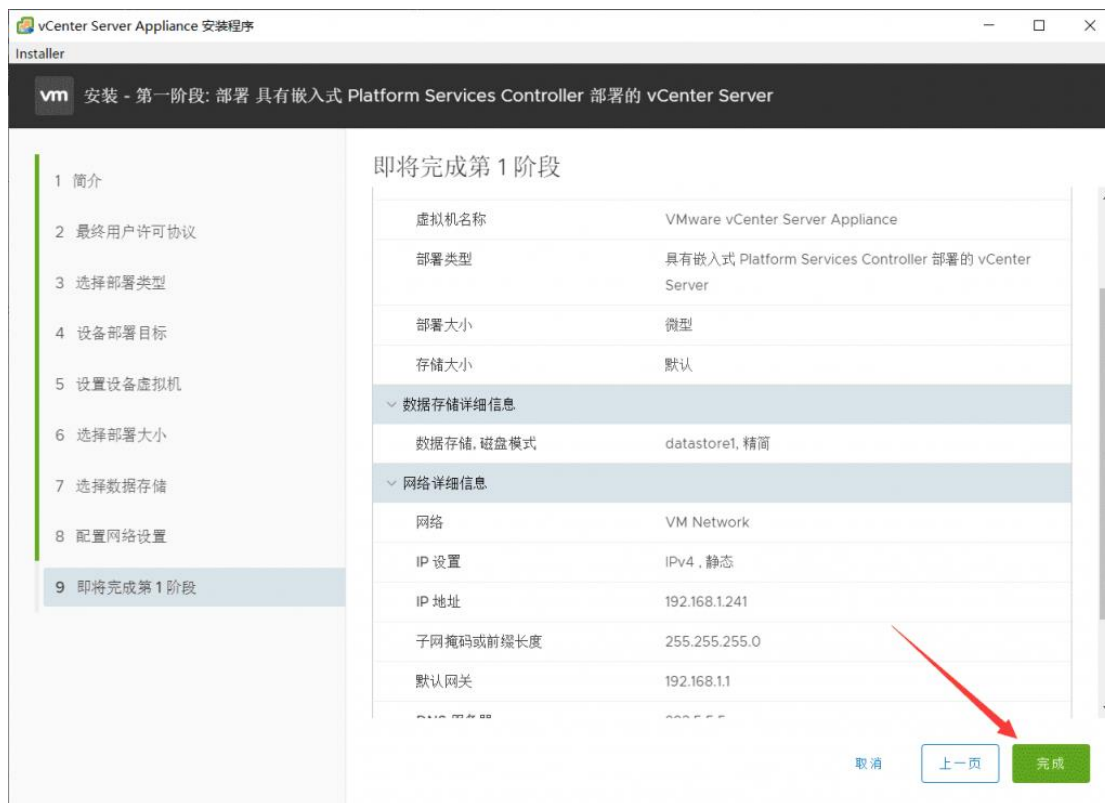 vCenter Server Appliance 安装程序
Installer
vm 安装 - 第一阶段: 部署 具有嵌入式 Platform Services Controller 部署的 vCenter Server
1 简介
2 最终用户许可协议
3 选择部署类型
4 设备部署目标
5 设置设备虚拟机
6 选择部署大小
7 选择数据存储
8 配置网络设置
9 即将完成第 1 阶段
即将完成第 1 阶段
虚拟机名称 VMware vCenter Server Appliance
部署类型 具有嵌入式 Platform Services Controller 部署的 vCenter
Server
部署大小 微型
存储大小 默认
数据存储详细信息
数据存储, 磁盘模式 datastore1, 精简
网络详细信息
网络 VM Network
IP 设置 IPv4 , 静态
IP 地址 192.168.1.241
子网掩码或前缀长度 255.255.255.0
默认网关 192.168.1.1
取消 上一页 完成